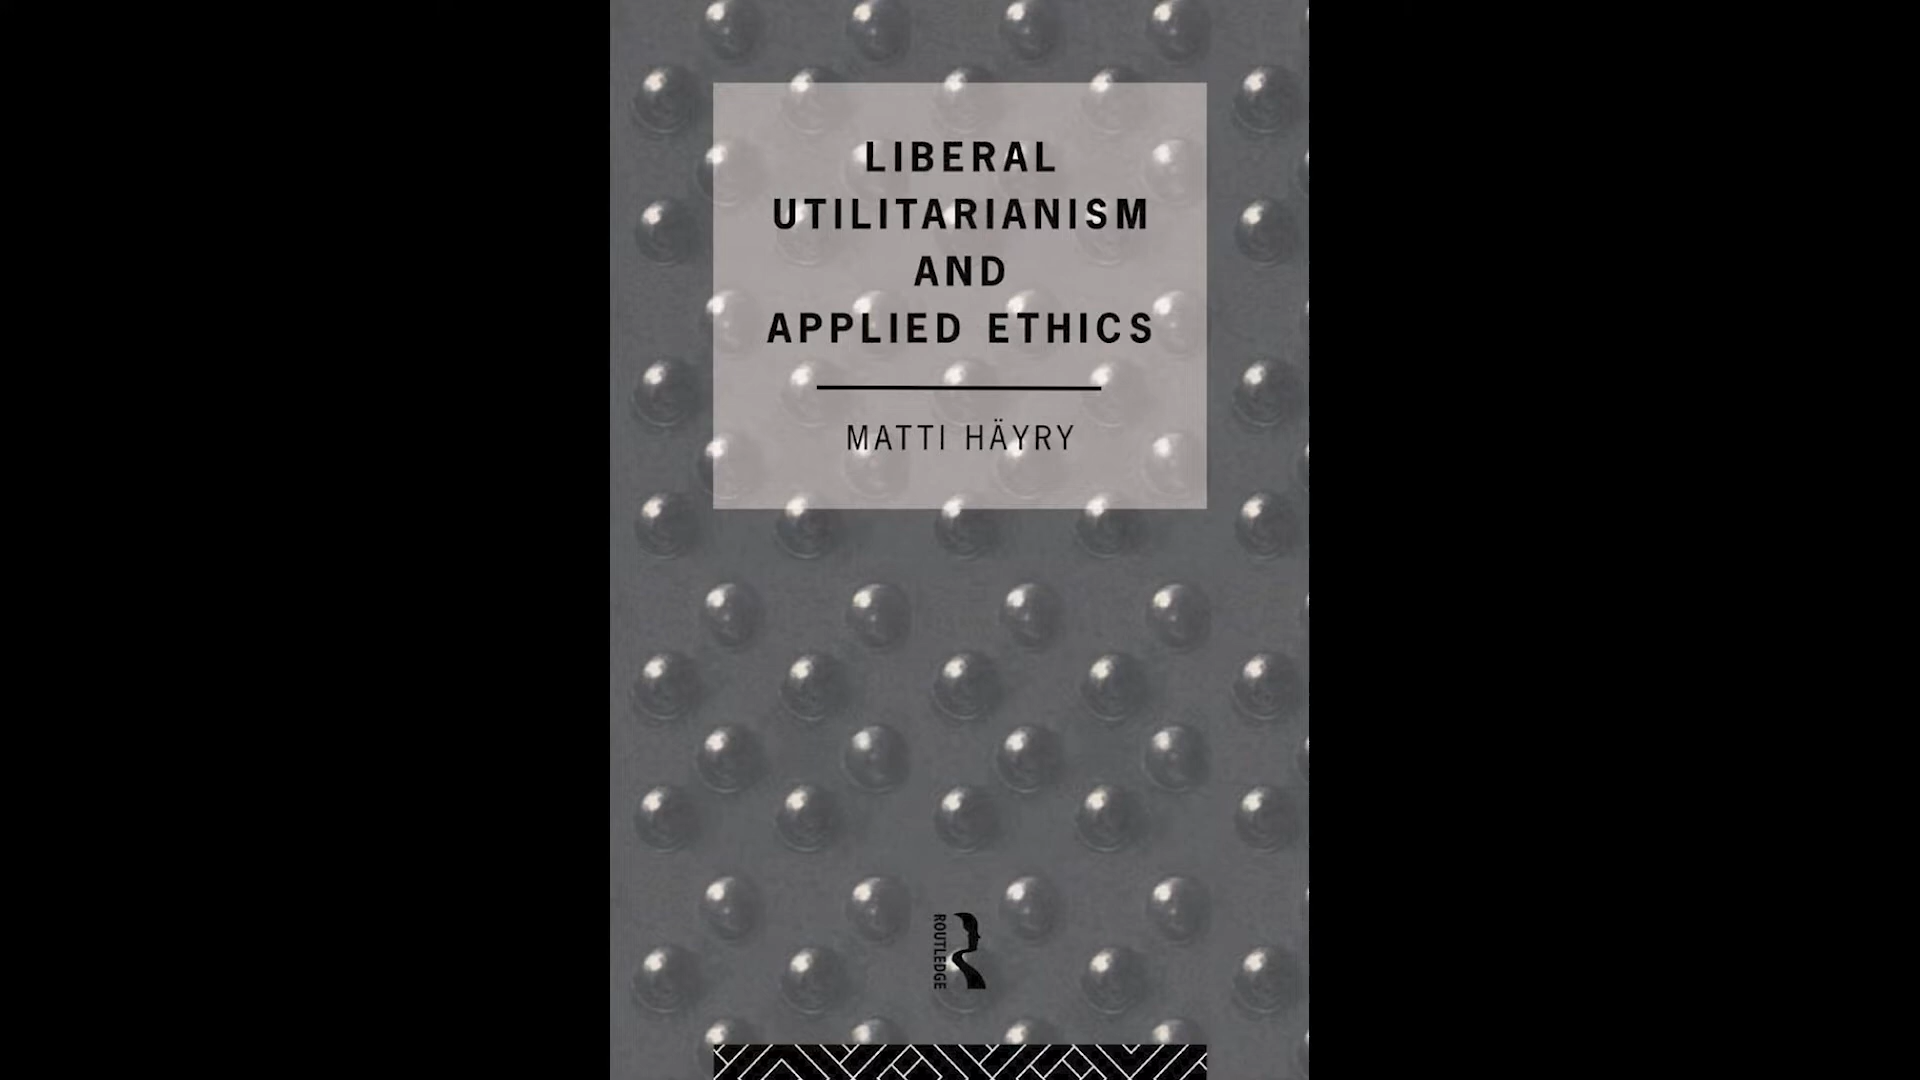 LIBERAL
UTILITARIANISM
AND
APPLIED ETHICS
MATTI HÄYRY
ROUTLEDGE